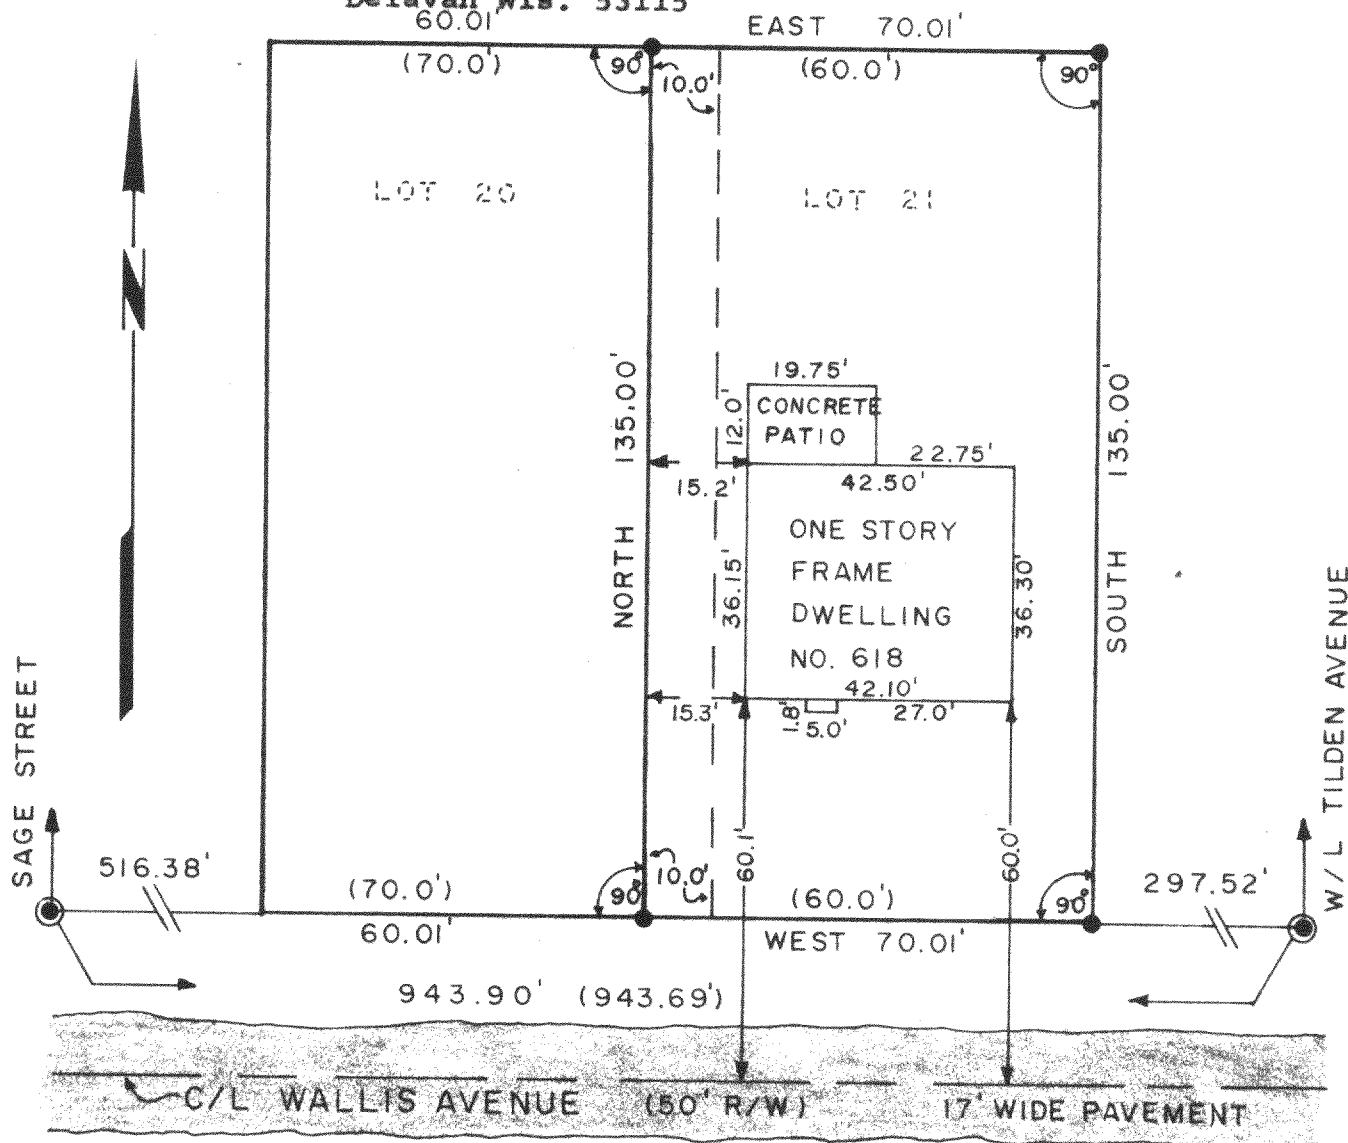 Delavan Wis. 53115
60.01'
EAST 70.01'
(70.0')
90°
10.0'
(60.0')
90°
LOT 20
LOT 21
N
19.75'
CONCRETE
PATIO
12.0'
22.75'
42.50'
15.2'
NORTH 135.00'
SOUTH 135.00'
ONE STORY
FRAME
DWELLING
NO. 618
36.15'
36.30'
42.10'
15.3'
1.8'
5.0'
27.0'
60.1'
60.0'
SAGE STREET
W/L TILDEN AVENUE
516.38'
(70.0')
90°
10.0'
(60.0')
90°
297.52'
60.01'
WEST 70.01'
943.90' (943.69')
C/L WALLIS AVENUE (50' R/W) 17' WIDE PAVEMENT